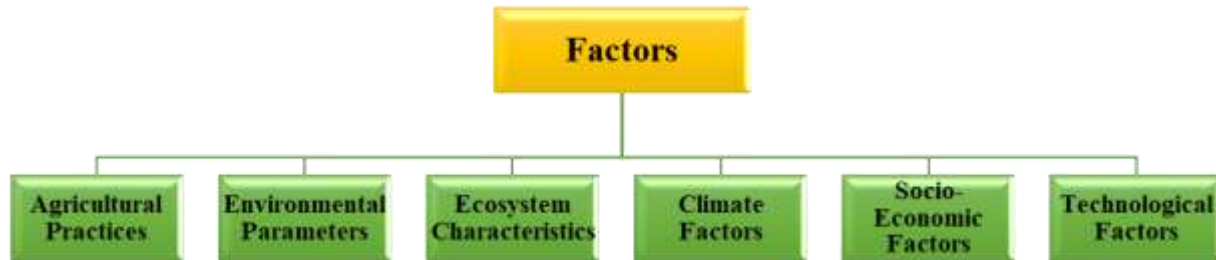 Factors
Agricultural
Practices
Environmental
Parameters
Ecosystem
Characteristics
Climate
Factors
Socio-
Economic
Factors
Technological
Factors